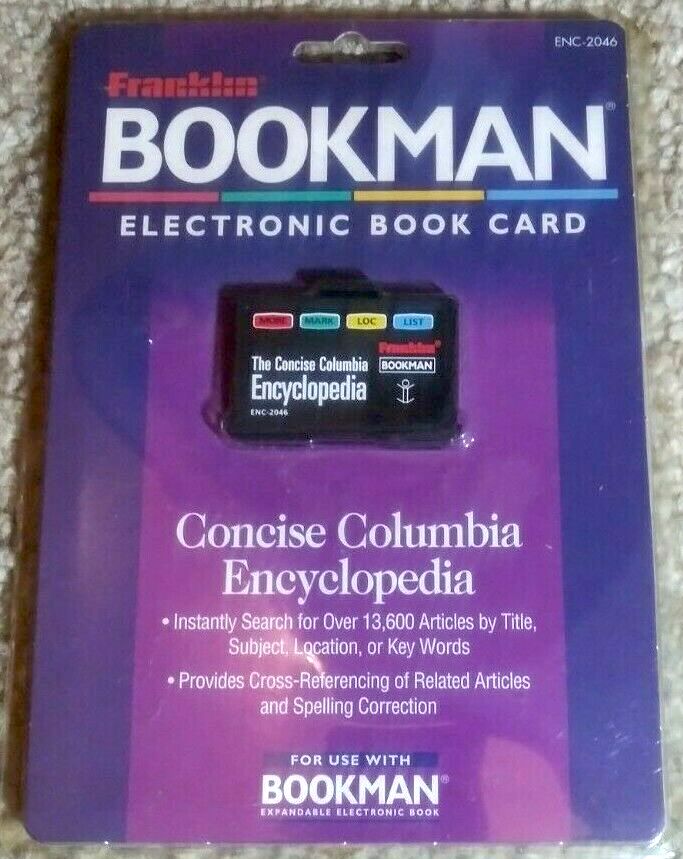 ENC-2046
Franklin®
BOOKMAN®
ELECTRONIC BOOK CARD
MORE MARK LOC LIST
Franklin®
The Concise Columbia
BOOKMAN
Encyclopedia
ENC-2046
Concise Columbia
Encyclopedia
• Instantly Search for Over 13,600 Articles by Title,
Subject, Location, or Key Words
• Provides Cross-Referencing of Related Articles
and Spelling Correction
FOR USE WITH
BOOKMAN®
EXPANDABLE ELECTRONIC BOOK